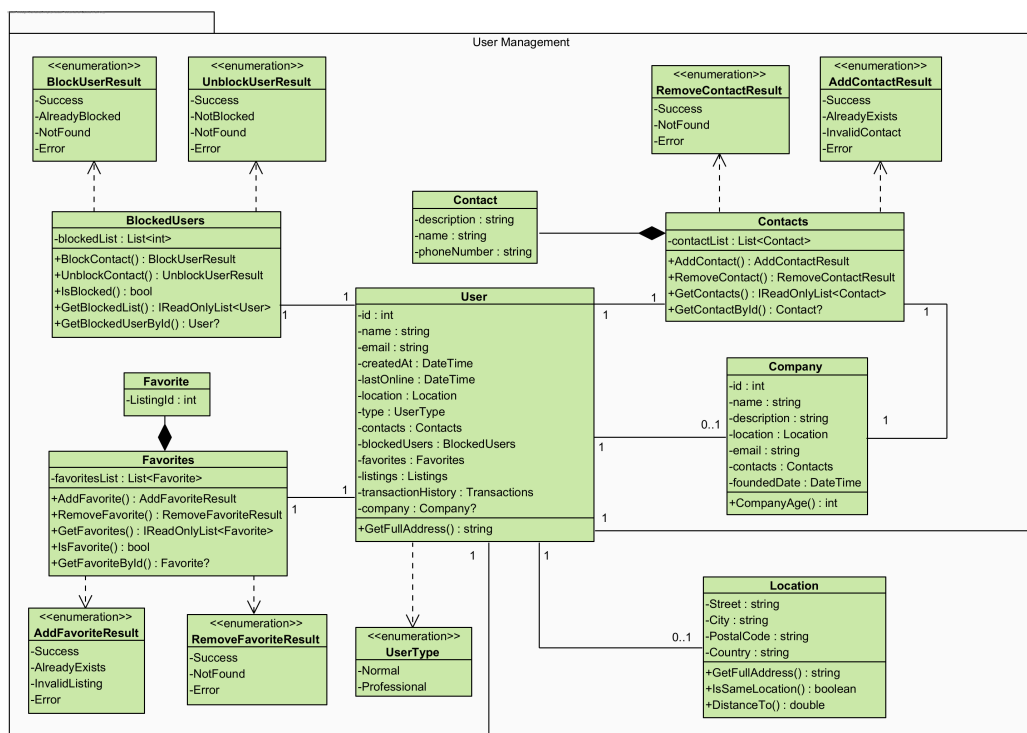 User Management
<<enumeration>>
BlockUserResult
-Success
-AlreadyBlocked
-NotFound
-Error
<<enumeration>>
UnblockUserResult
-Success
-NotBlocked
-NotFound
-Error
<<enumeration>>
RemoveContactResult
-Success
-NotFound
-Error
<<enumeration>>
AddContactResult
-Success
-AlreadyExists
-InvalidContact
-Error
BlockedUsers
-blockedList : List<int>
+BlockContact() : BlockUserResult
+UnblockContact() : UnblockUserResult
+IsBlocked() : bool
+GetBlockedList() : IReadOnlyList<User>
+GetBlockedUserById() : User?
Contact
-description : string
-name : string
-phoneNumber : string
Contacts
-contactList : List<Contact>
+AddContact() : AddContactResult
+RemoveContact() : RemoveContactResult
+GetContacts() : IReadOnlyList<Contact>
+GetContactById() : Contact?
1
1
1
1
1
User
-id : int
-name : string
-email : string
-createdAt : DateTime
-lastOnline : DateTime
-location : Location
-type : UserType
-contacts : Contacts
-blockedUsers : BlockedUsers
-favorites : Favorites
-listings : Listings
-transactionHistory : Transactions
-company : Company?
+GetFullAddress() : string
Company
-id : int
-name : string
-description : string
-location : Location
-email : string
-contacts : Contacts
-foundedDate : DateTime
+CompanyAge() : int
0..1
1
1
Favorite
-ListingId : int
Favorites
-favoritesList : List<Favorite>
+AddFavorite() : AddFavoriteResult
+RemoveFavorite() : RemoveFavoriteResult
+GetFavorites() : IReadOnlyList<Favorite>
+IsFavorite() : bool
+GetFavoriteById() : Favorite?
1
1
1
1
1
<<enumeration>>
AddFavoriteResult
-Success
-AlreadyExists
-InvalidListing
-Error
<<enumeration>>
RemoveFavoriteResult
-Success
-NotFound
-Error
<<enumeration>>
UserType
-Normal
-Professional
0..1
Location
-Street : string
-City : string
-PostalCode : string
-Country : string
+GetFullAddress() : string
+IsSameLocation() : boolean
+DistanceTo() : double